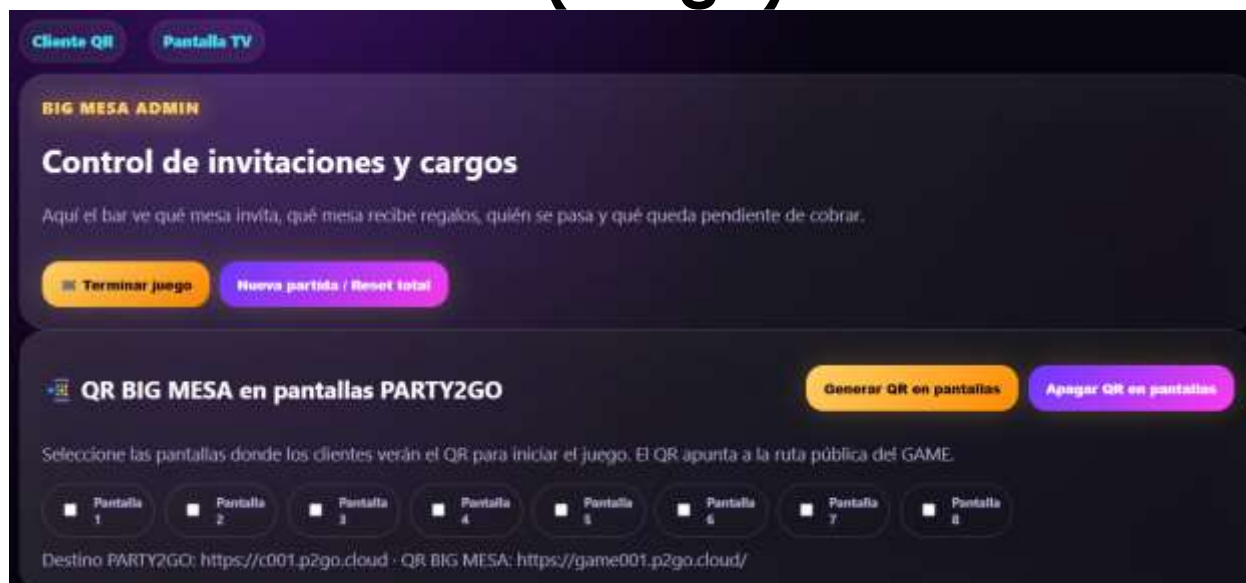 Cliente QR Pantalla TV
BIG MESA ADMIN
Control de invitaciones y cargos
Aquí el bar ve qué mesa invita, qué mesa recibe regalos, quién se pasa y qué queda pendiente de cobrar.
Terminar juego Nueva partida / Reset total
QR BIG MESA en pantallas PARTY2GO Generar QR en pantallas Apagar QR en pantallas
Seleccione las pantallas donde los clientes verán el QR para iniciar el juego. El QR apunta a la ruta pública del GAME.
Pantalla 1 Pantalla 2 Pantalla 3 Pantalla 4 Pantalla 5 Pantalla 6 Pantalla 7 Pantalla 8
Destino PARTY2GO: https://c001.p2go.cloud · QR BIG MESA: https://game001.p2go.cloud/